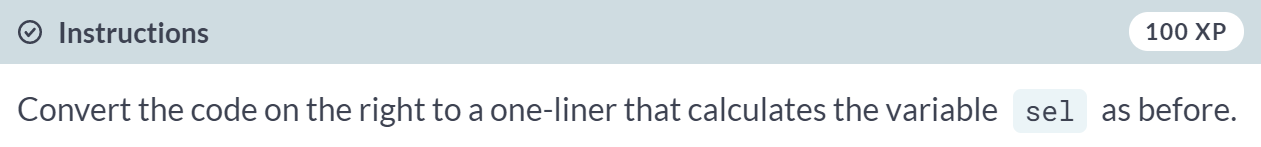 Instructions
100 XP
Convert the code on the right to a one-liner that calculates the variable sel as before.